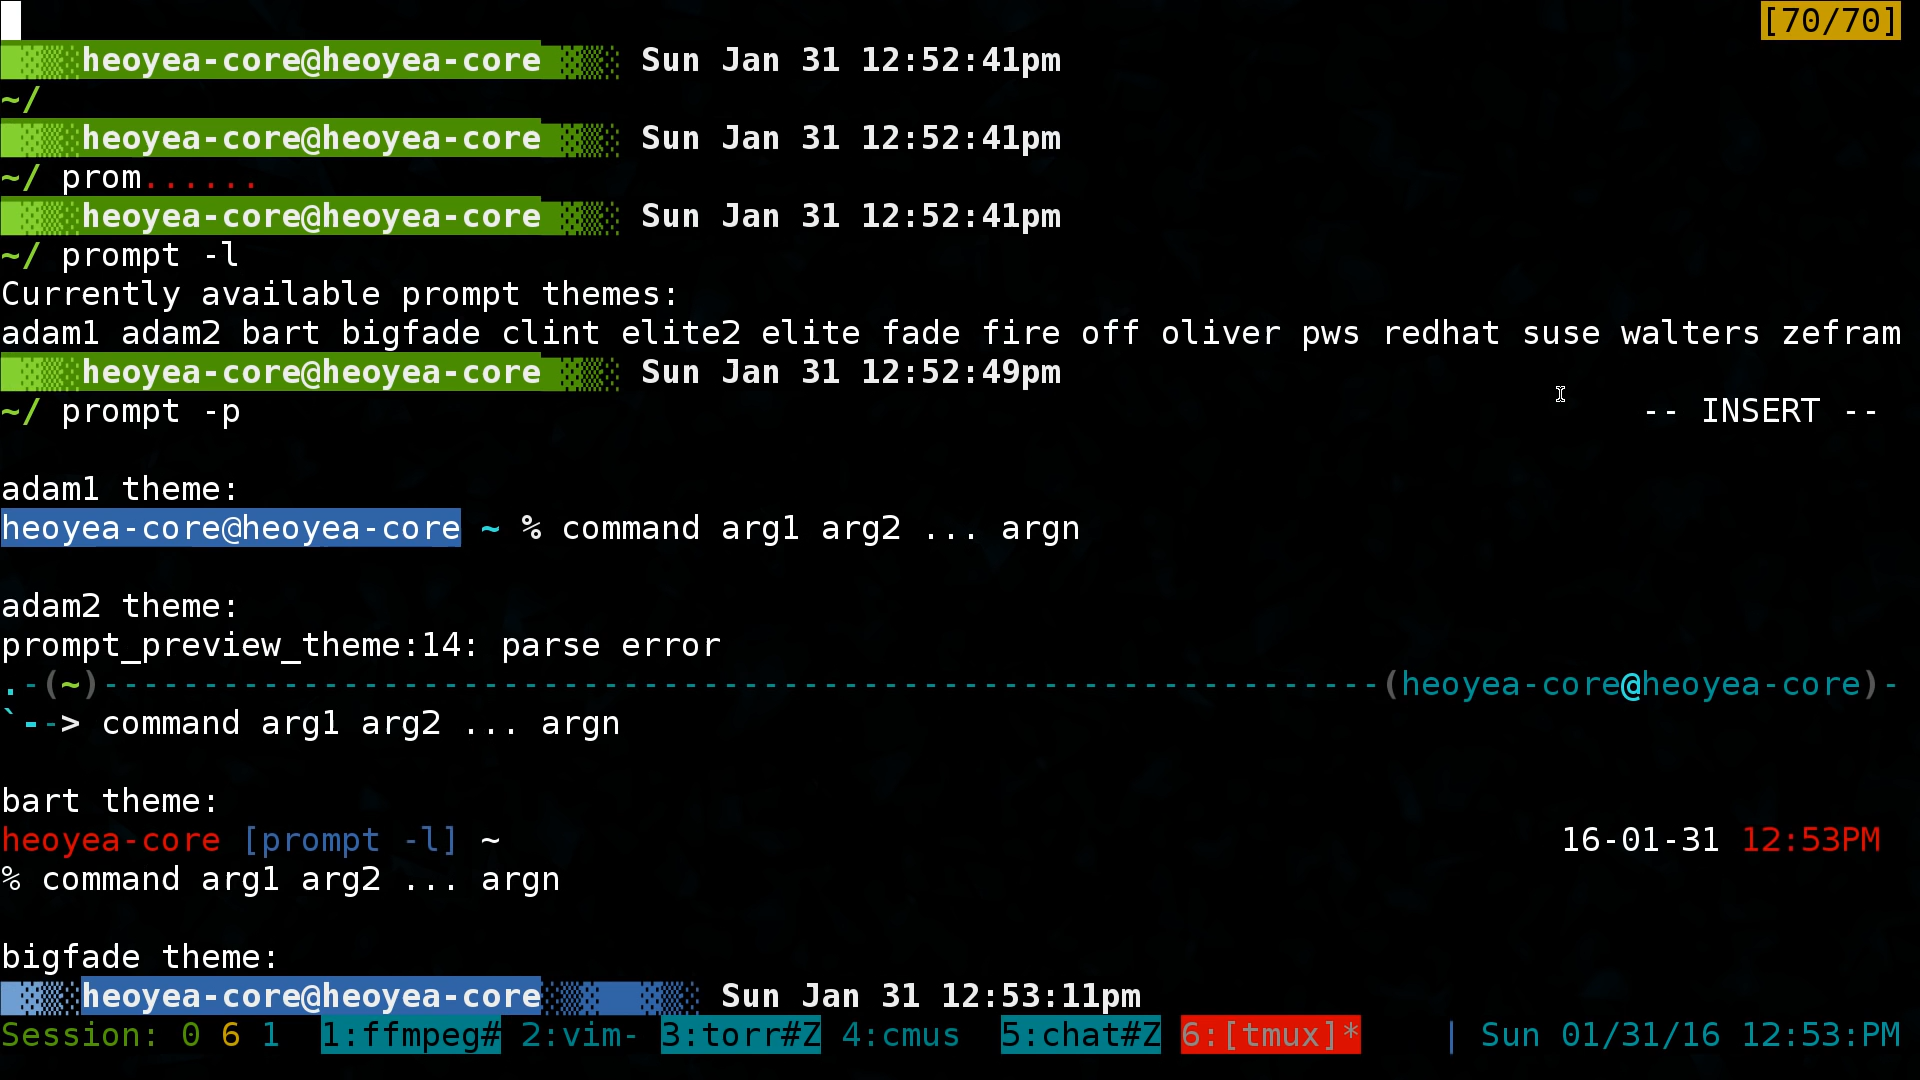 [70/70]
heoyea-core@heoyea-core Sun Jan 31 12:52:41pm
~/
heoyea-core@heoyea-core Sun Jan 31 12:52:41pm
~/ prom......
heoyea-core@heoyea-core Sun Jan 31 12:52:41pm
~/ prompt -l
Currently available prompt themes:
adam1 adam2 bart bigfade clint elite2 elite fade fire off oliver pws redhat suse walters zefram
heoyea-core@heoyea-core Sun Jan 31 12:52:49pm
~/ prompt -p -- INSERT --
adam1 theme:
heoyea-core@heoyea-core ~ % command arg1 arg2 ... argn
adam2 theme:
prompt_preview_theme:14: parse error
.-(~)----------------------------------------------------------------(heoyea-core@heoyea-core)-
`--> command arg1 arg2 ... argn
bart theme:
heoyea-core [prompt -l] ~ 16-01-31 12:53PM
% command arg1 arg2 ... argn
bigfade theme:
heoyea-core@heoyea-core Sun Jan 31 12:53:11pm
Session: 0 6 1 1:ffmpeg# 2:vim- 3:torr#Z 4:cmus 5:chat#Z 6:[tmux]* | Sun 01/31/16 12:53:PM